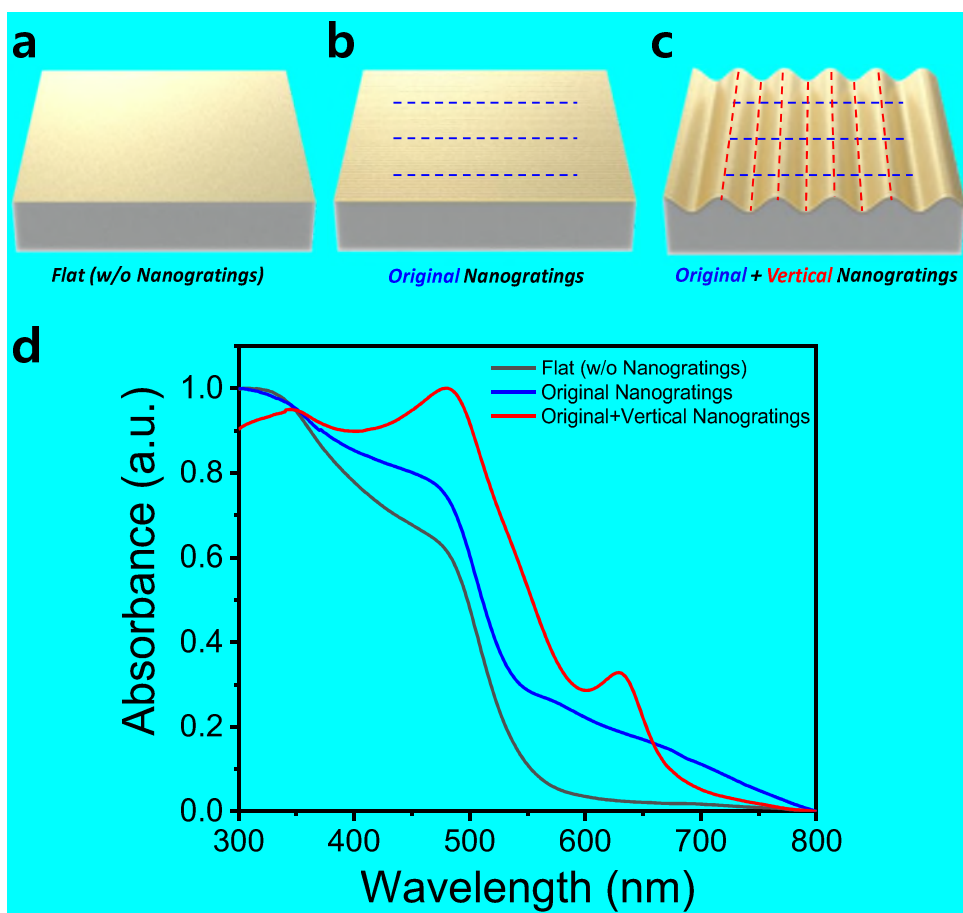 a
b
c
Flat (w/o Nanogratings)
Original Nanogratings
Original + Vertical Nanogratings
d
Flat (w/o Nanogratings)
Original Nanogratings
Original+Vertical Nanogratings
Absorbance (a.u.)
1.0
0.8
0.6
0.4
0.2
0.0
300 400 500 600 700 800
Wavelength (nm)